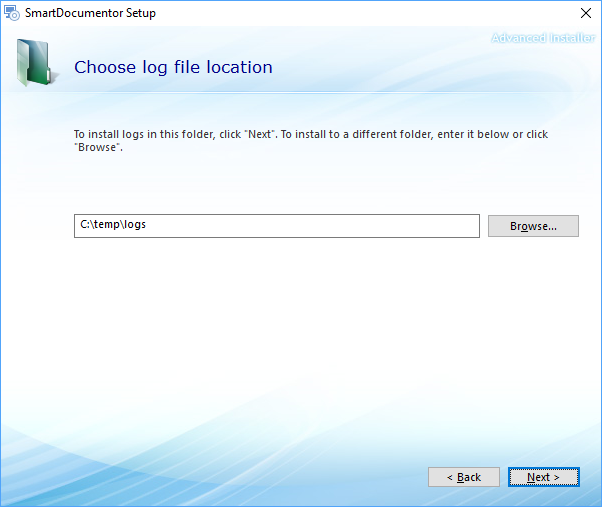 SmartDocumentor Setup
Advanced Installer
Choose log file location
To install logs in this folder, click "Next". To install to a different folder, enter it below or click
"Browse".
C:\temp\logs
Browse...
< Back
Next >